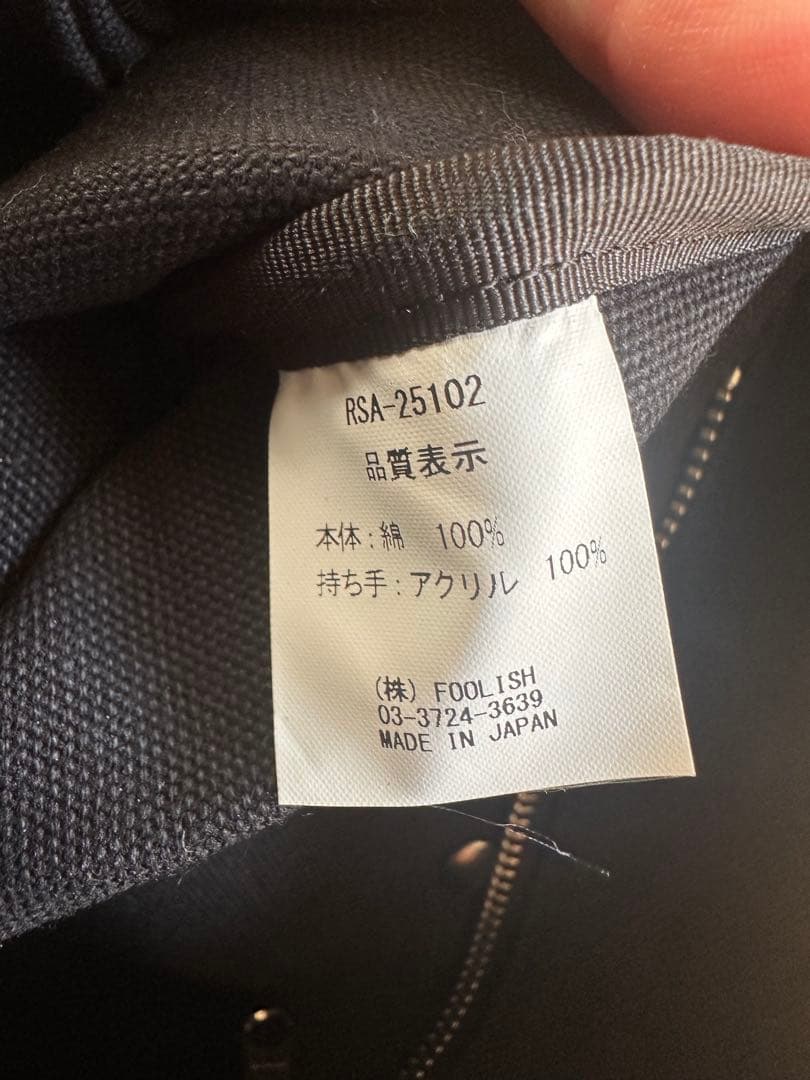 RSA-25102
品質表示
本体:綿 100%
持ち手:アクリル 100%
(株) FOOLISH
03-3724-3639
MADE IN JAPAN